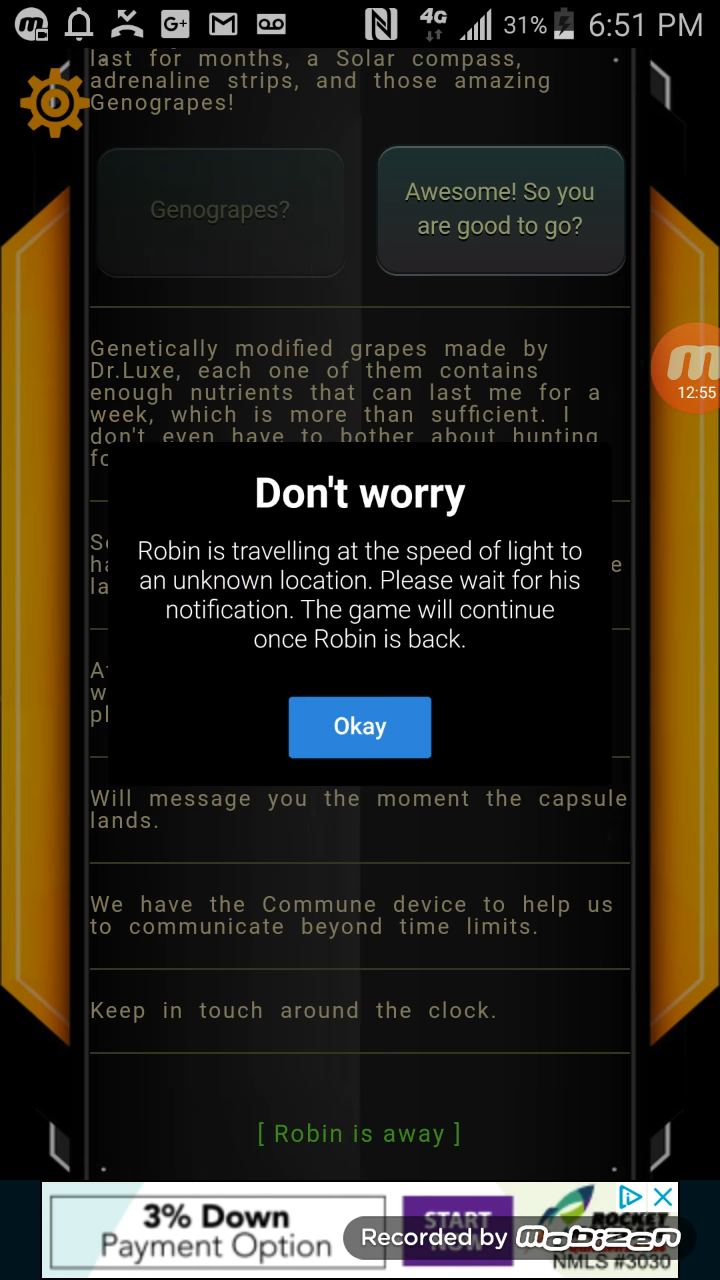 4G 31% 6:51 PM
G+
last for months, a Solar compass,
adrenaline strips, and those amazing
Genograpes!
Genograpes?
Awesome! So you
are good to go?
Genetically modified grapes made by
Dr.Luxe, each one of them contains
enough nutrients that can last me for a
week, which is more than sufficient. I
don't even have to bother about hunting
12:55
Don't worry
Robin is travelling at the speed of light to
an unknown location. Please wait for his
notification. The game will continue
once Robin is back.
Okay
Will message you the moment the capsule
lands.
We have the Commune device to help us
to communicate beyond time limits.
Keep in touch around the clock.
[ Robin is away ]
3% Down
Payment Option
START
NOW
ROCKET
NMLS #3030
Recorded by mobizen